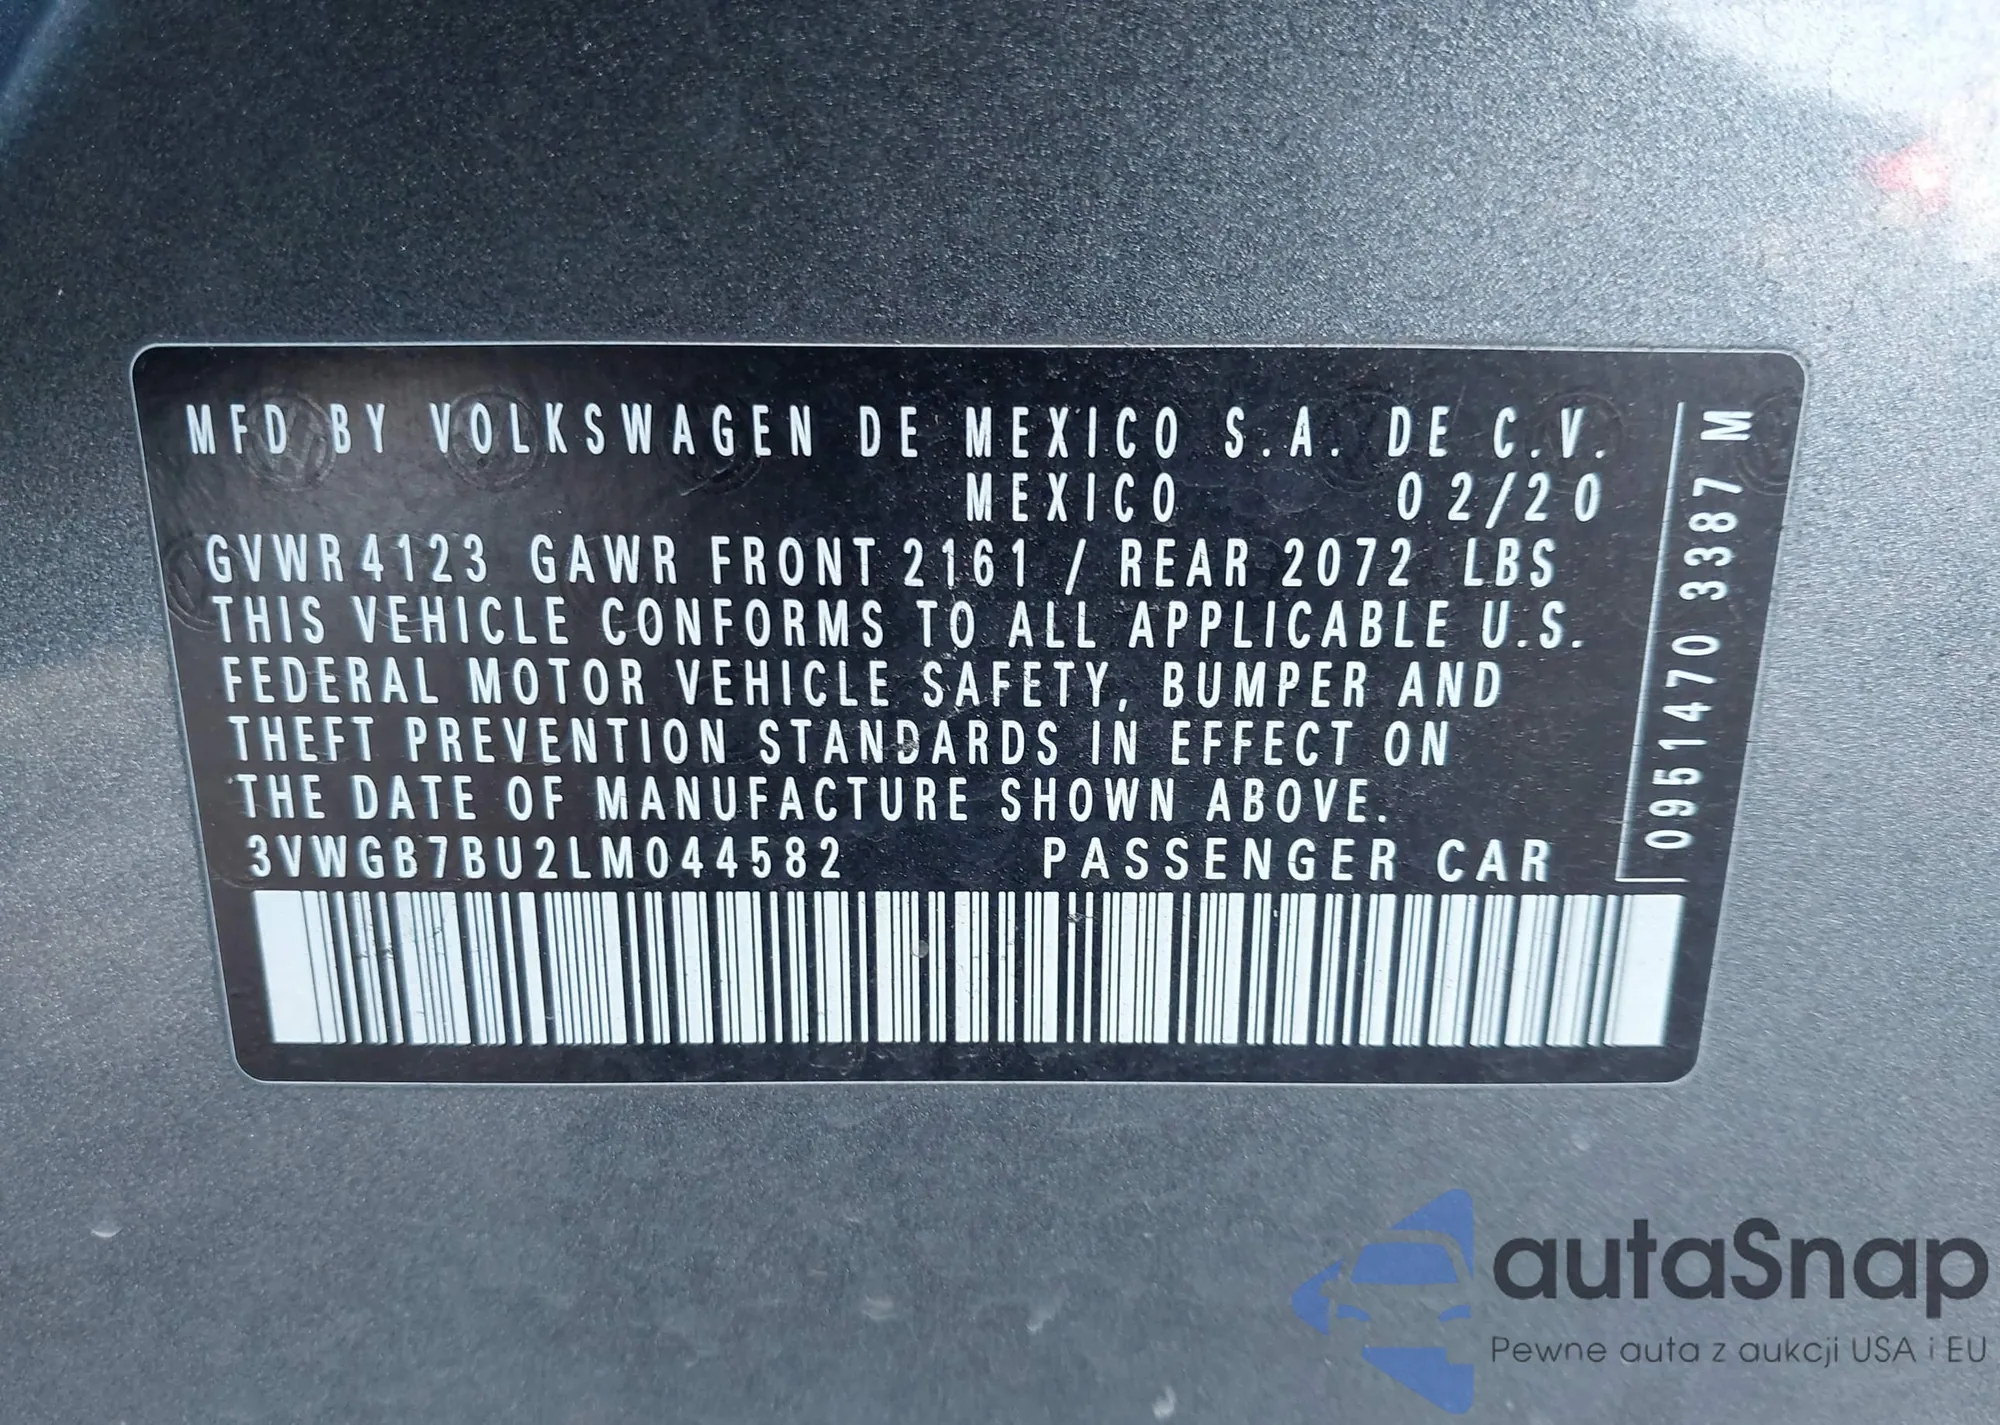 MFD BY VOLKSWAGEN DE MEXICO S.A. DE C.V.
MEXICO 02/20
GVWR 4123 GAWR FRONT 2161 / REAR 2072 LBS
THIS VEHICLE CONFORMS TO ALL APPLICABLE U.S.
FEDERAL MOTOR VEHICLE SAFETY, BUMPER AND
THEFT PREVENTION STANDARDS IN EFFECT ON
THE DATE OF MANUFACTURE SHOWN ABOVE.
3VWGB7BU2LM044582 PASSENGER CAR
0951470 3387 M
autaSnap
Pewne auta z aukcji USA i EU